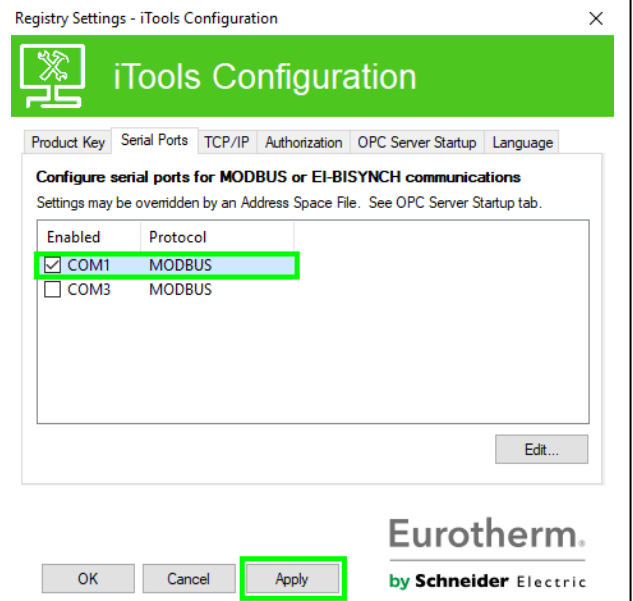 Registry Settings - iTools Configuration
iTools Configuration
Product Key Serial Ports TCP/IP Authorization OPC Server Startup Language
Configure serial ports for MODBUS or EI-BISYNCH communications
Settings may be overridden by an Address Space File. See OPC Server Startup tab.
Enabled Protocol
COM1 MODBUS
COM3 MODBUS
Edit...
Eurotherm.
OK Cancel Apply by Schneider Electric